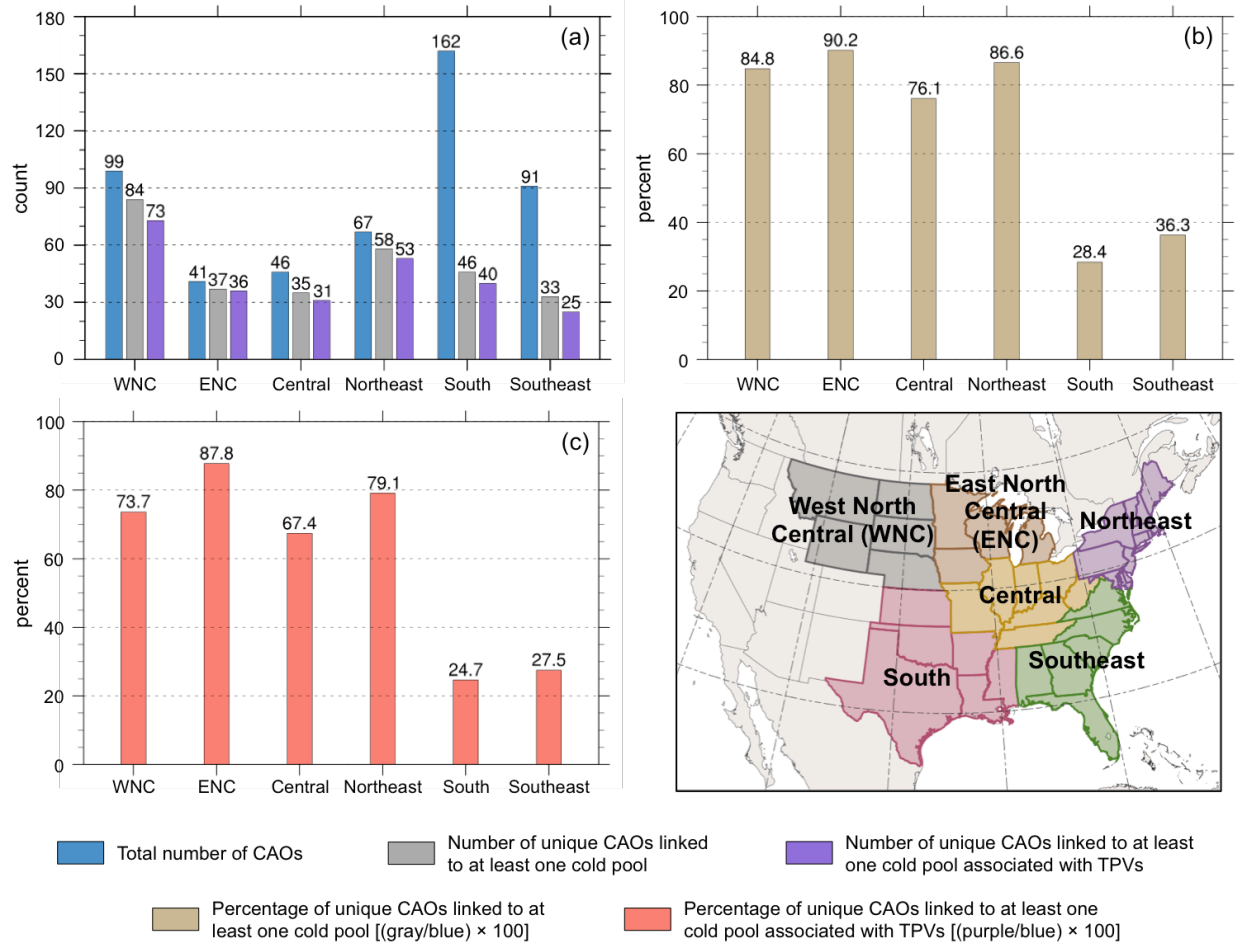 (a)
count
180
150
120
90
60
30
0
99 84 73
41 37 36
46 35 31
67 58 53
162 46 40
91 33 25
WNC ENC Central Northeast South Southeast
(b)
percent
100
80
60
40
20
0
84.8 90.2 76.1 86.6 28.4 36.3
WNC ENC Central Northeast South Southeast
(c)
percent
100
80
60
40
20
0
73.7 87.8 67.4 79.1 24.7 27.5
WNC ENC Central Northeast South Southeast
West North
Central (WNC)
East North
Central
(ENC)
Northeast
Central
Southeast
South
Total number of CAOs
Number of unique CAOs linked
to at least one cold pool
Number of unique CAOs linked to at least
one cold pool associated with TPVs
Percentage of unique CAOs linked to at
least one cold pool [(gray/blue) × 100]
Percentage of unique CAOs linked to at least one
cold pool associated with TPVs [(purple/blue) × 100]